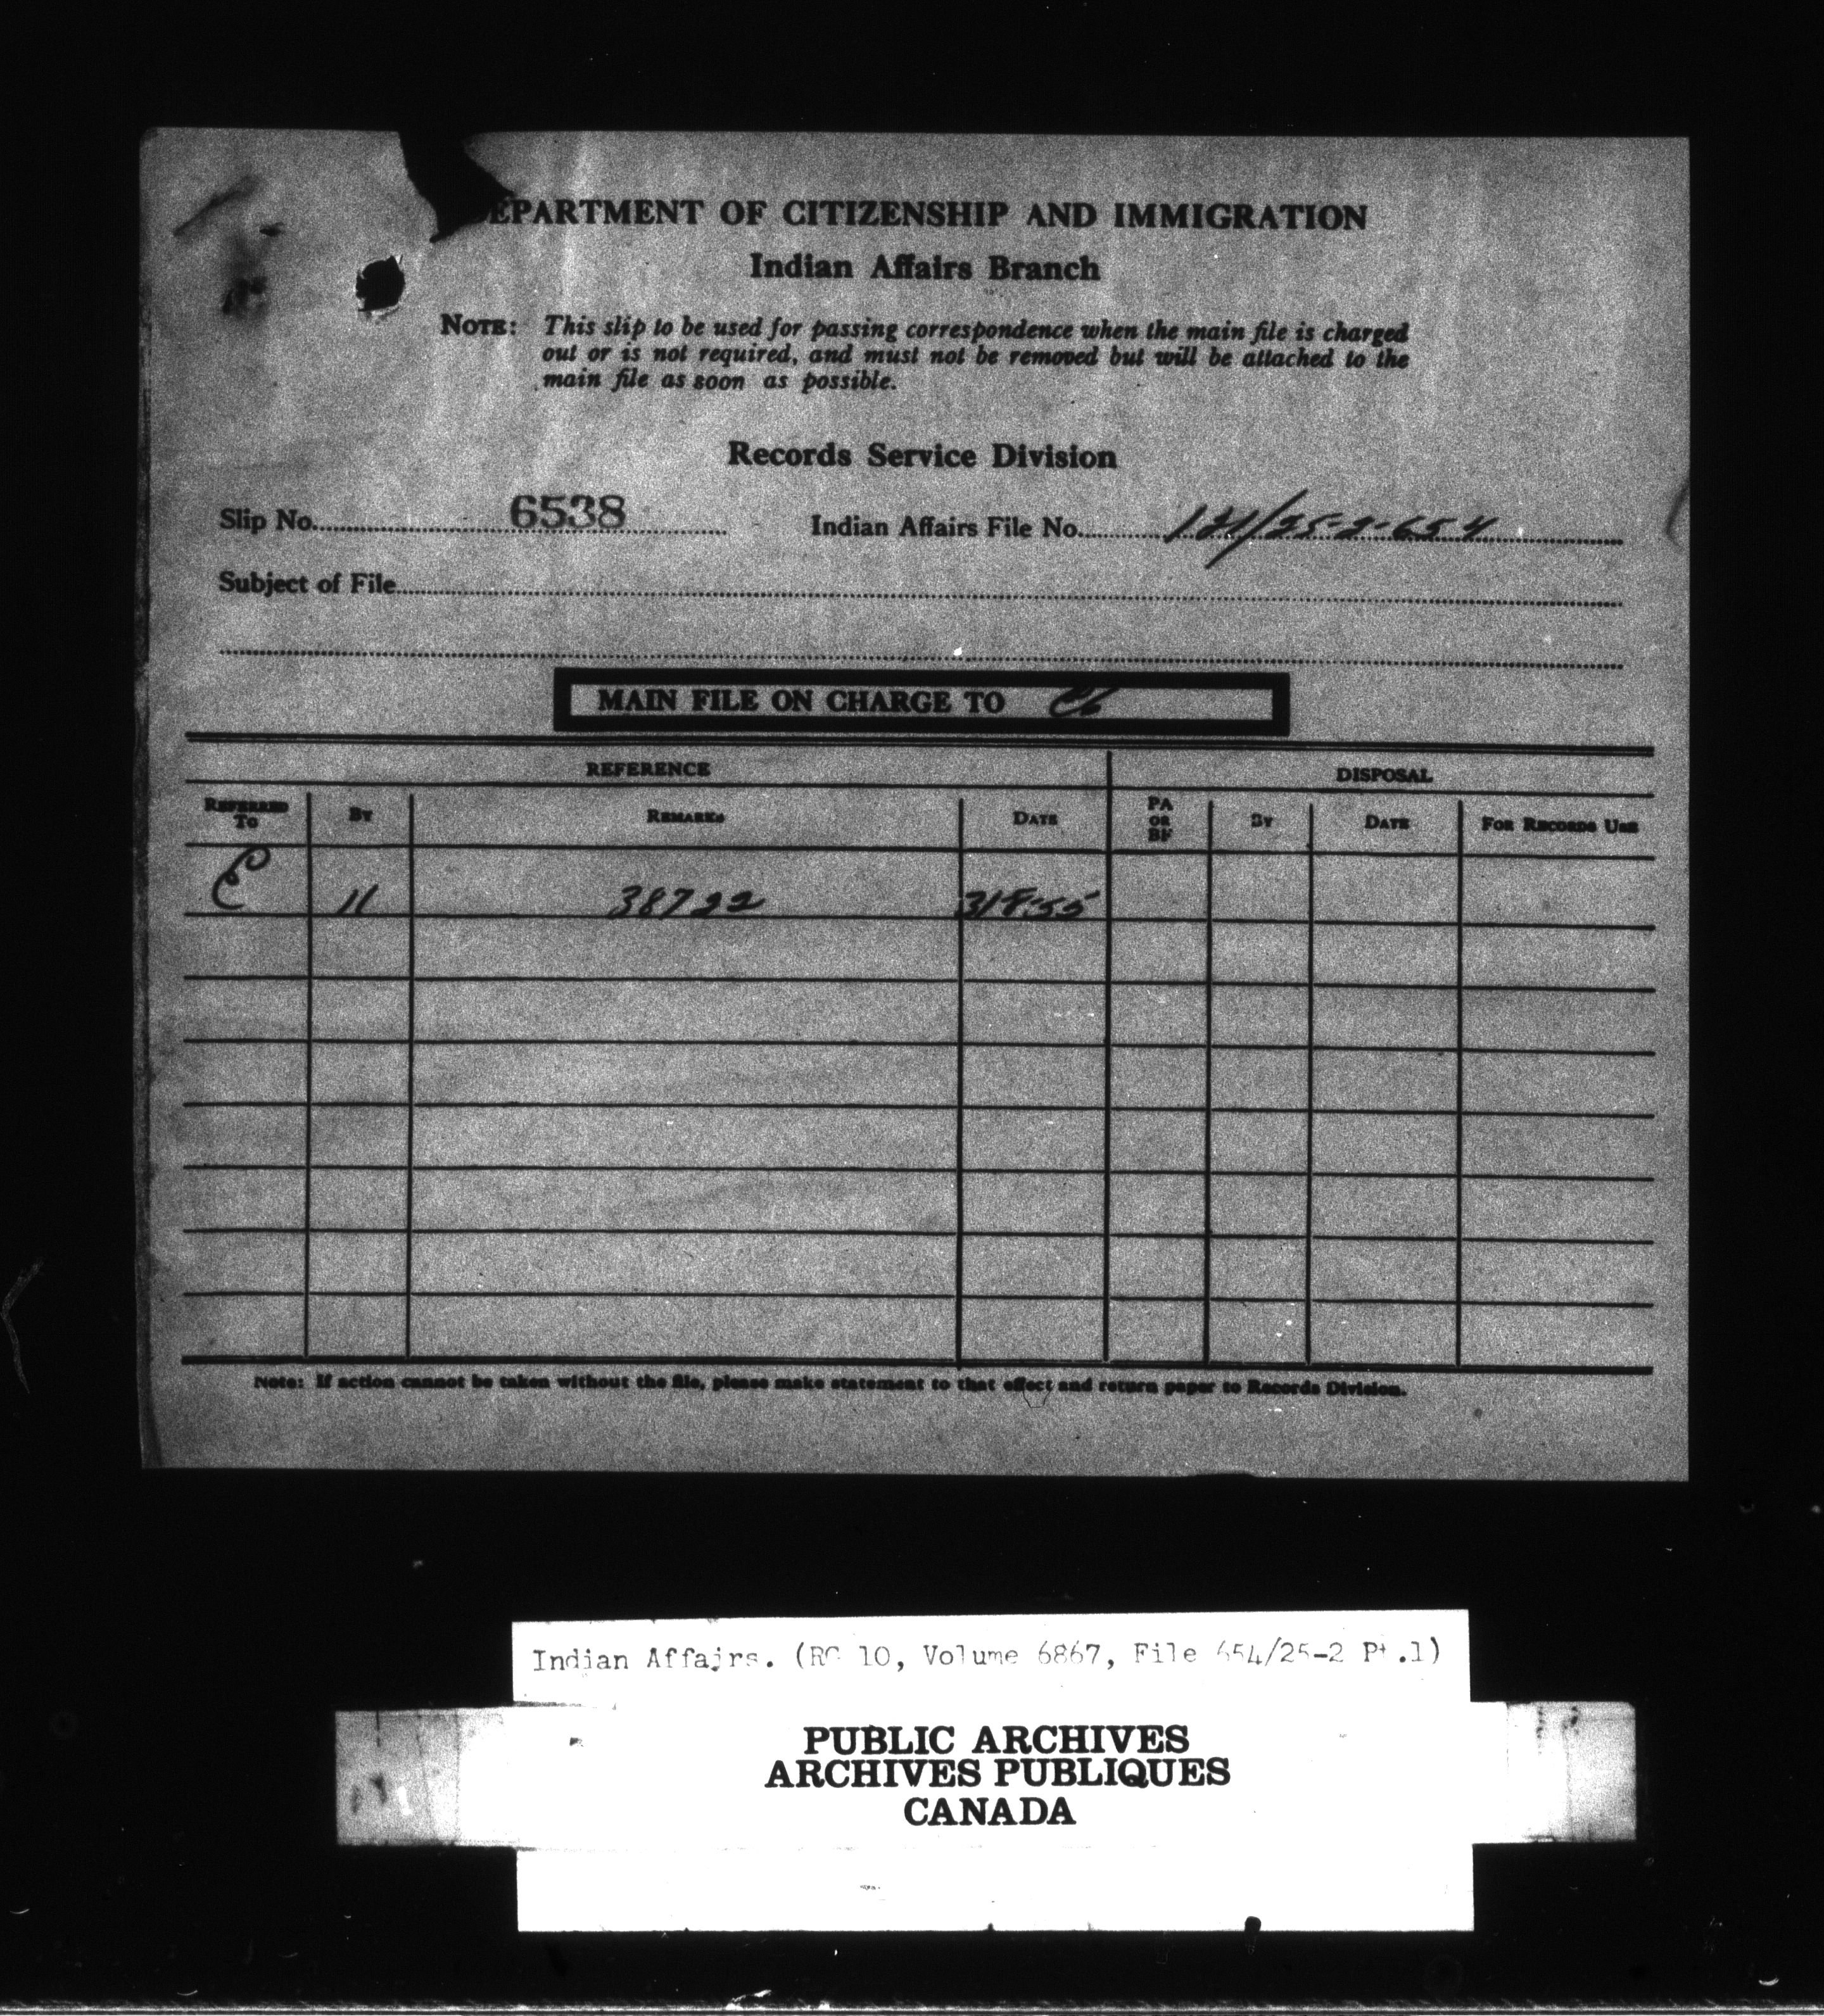 EPARTMENT OF CITIZENSHIP AND IMMIGRATION
Indian Affairs Branch
NOTE: This slip to be used for passing correspondence when the main file is charged
out or is not required, and must not be removed but will be attached to the
main file as soon as possible.
Records Service Division
Slip No. 6538 Indian Affairs File No. 141/25-2-654
Subject of File
MAIN FILE ON CHARGE TO
REFERENCE DISPOSAL
REFERRED TO BY REMARKS DATE PA OR BF BY DATE FOR RECORDS USE
E 11 38722 31855
Note: If action cannot be taken without the file, please make statement to that effect and return paper to Records Division.
Indian Affairs. (RG 10, Volume 6867, File 654/25-2 Pt.1)
PUBLIC ARCHIVES
ARCHIVES PUBLIQUES
CANADA